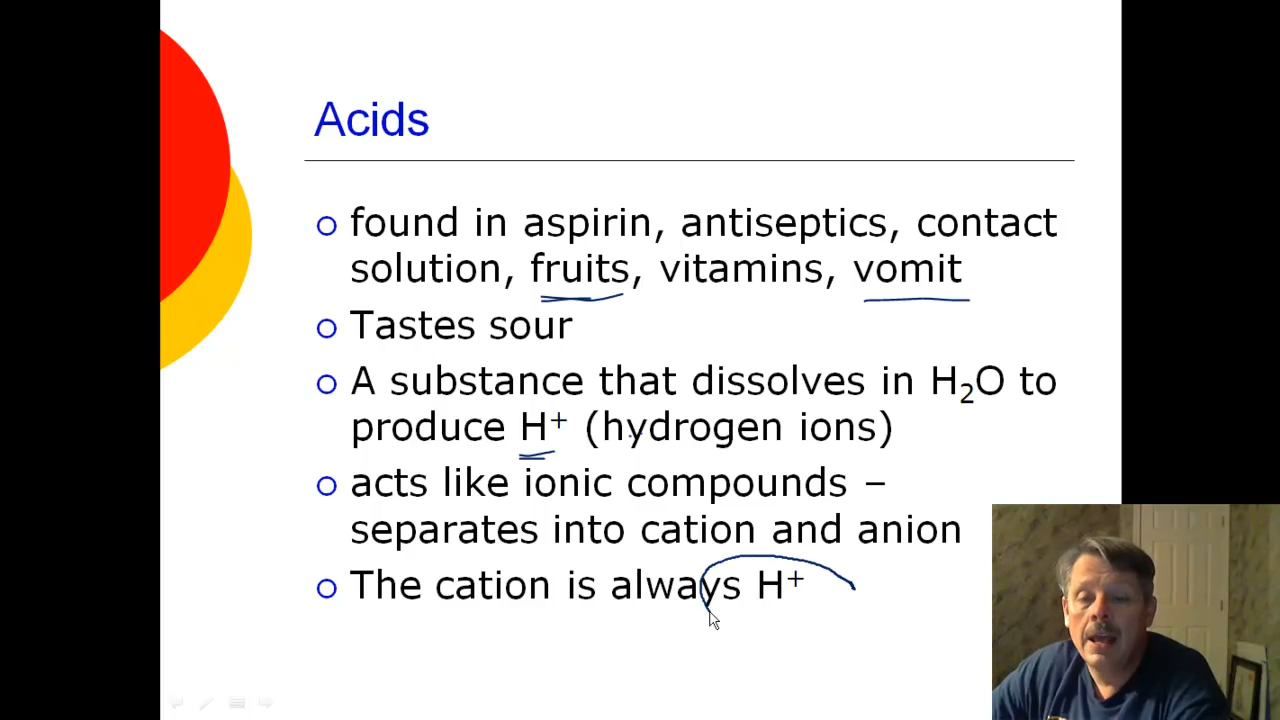 Acids
found in aspirin, antiseptics, contact
solution, fruits, vitamins, vomit
Tastes sour
A substance that dissolves in H₂O to
produce H⁺ (hydrogen ions)
acts like ionic compounds –
separates into cation and anion
The cation is always H⁺